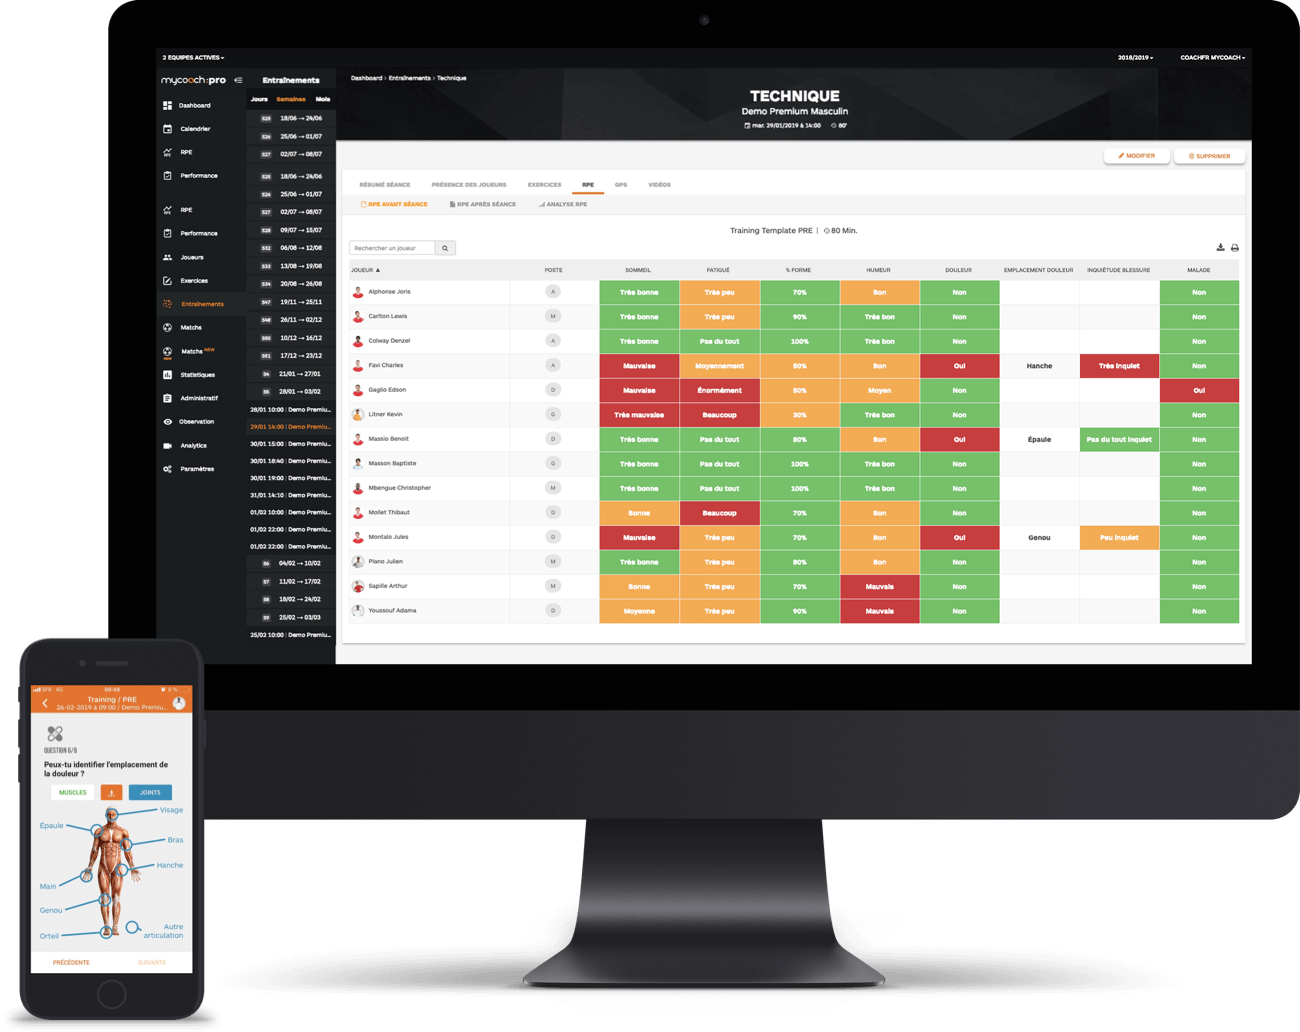 2 EQUIPES ACTIVES
2018/2019
COACHFR MYCOACH
mycoach:pro
Dashboard
Calendrier
RPE
Performance
RPE
Performance
Joueurs
Exercices
Entraînements
Matchs
Matchs NEW
Statistiques
Administratif
Observation
Analytics
Paramètres
Entraînements
Jours Semaines Mois
S25 18/06 → 24/06
S26 25/06 → 01/07
S27 02/07 → 08/07
S25 18/06 → 24/06
S26 25/06 → 01/07
S27 02/07 → 08/07
S28 09/07 → 15/07
S32 06/08 → 12/08
S33 13/08 → 19/08
S34 20/08 → 26/08
S47 19/11 → 25/11
S48 26/11 → 02/12
S50 10/12 → 16/12
S51 17/12 → 23/12
S4 21/01 → 27/01
S5 28/01 → 03/02
28/01 10:00 | Demo Premiu...
29/01 14:00 | Demo Premiu...
30/01 15:00 | Demo Premiu...
30/01 18:40 | Demo Premiu...
30/01 19:00 | Demo Premiu...
31/01 14:10 | Demo Premiu...
01/02 10:00 | Demo Premiu...
01/02 22:00 | Demo Premiu...
01/02 22:00 | Demo Premiu...
S6 04/02 → 10/02
S7 11/02 → 17/02
S8 18/02 → 24/02
S9 25/02 → 03/03
25/02 10:00 | Demo Premiu...
Dashboard › Entraînements › Technique
TECHNIQUE
Demo Premium Masculin
mar. 29/01/2019 à 14:00 80'
MODIFIER SUPPRIMER
RÉSUMÉ SÉANCE PRÉSENCE DES JOUEURS EXERCICES RPE GPS VIDÉOS
RPE AVANT SÉANCE RPE APRÈS SÉANCE ANALYSE RPE
Training Template PRE | 80 Min.
Rechercher un joueur
JOUEUR POSTE SOMMEIL FATIGUÉ % FORME HUMEUR DOULEUR EMPLACEMENT DOULEUR INQUIÉTUDE BLESSURE MALADE
Alphonse Joris A Très bonne Très peu 70% Bon Non Non
Carlton Lewis M Très bonne Très peu 90% Très bon Non Non
Colway Denzel A Très bonne Pas du tout 100% Très bon Non Non
Favi Charles A Mauvaise Moyennement 50% Bon Oui Hanche Très inquiet Non
Gaglio Edson D Mauvaise Énormément 50% Moyen Non Oui
Litner Kevin G Très mauvaise Beaucoup 30% Très bon Non Non
Massio Benoit D Très bonne Pas du tout 80% Bon Oui Épaule Pas du tout inquiet Non
Masson Baptiste G Très bonne Pas du tout 100% Très bon Non Non
Mbengue Christopher M Très bonne Pas du tout 100% Très bon Non Non
Mollet Thibaut D Bonne Beaucoup 70% Bon Non Non
Montalo Jules D Mauvaise Très peu 70% Bon Oui Genou Peu inquiet Non
Plano Julien M Très bonne Très peu 80% Bon Non Non
Sapille Arthur M Bonne Très peu 70% Mauvais Non Non
Youssouf Adama D Moyenne Très peu 90% Mauvais Non Non
SFR 4G 09:49 6 %
Training / PRE
26-02-2019 à 09:00 / Demo Premiu...
QUESTION 6/6
Peux-tu identifier l'emplacement de
la douleur ?
MUSCLES JOINTS
Visage
Épaule
Bras
Hanche
Main
Genou
Autre
articulation
Orteil
PRÉCÉDENTE SUIVANTE